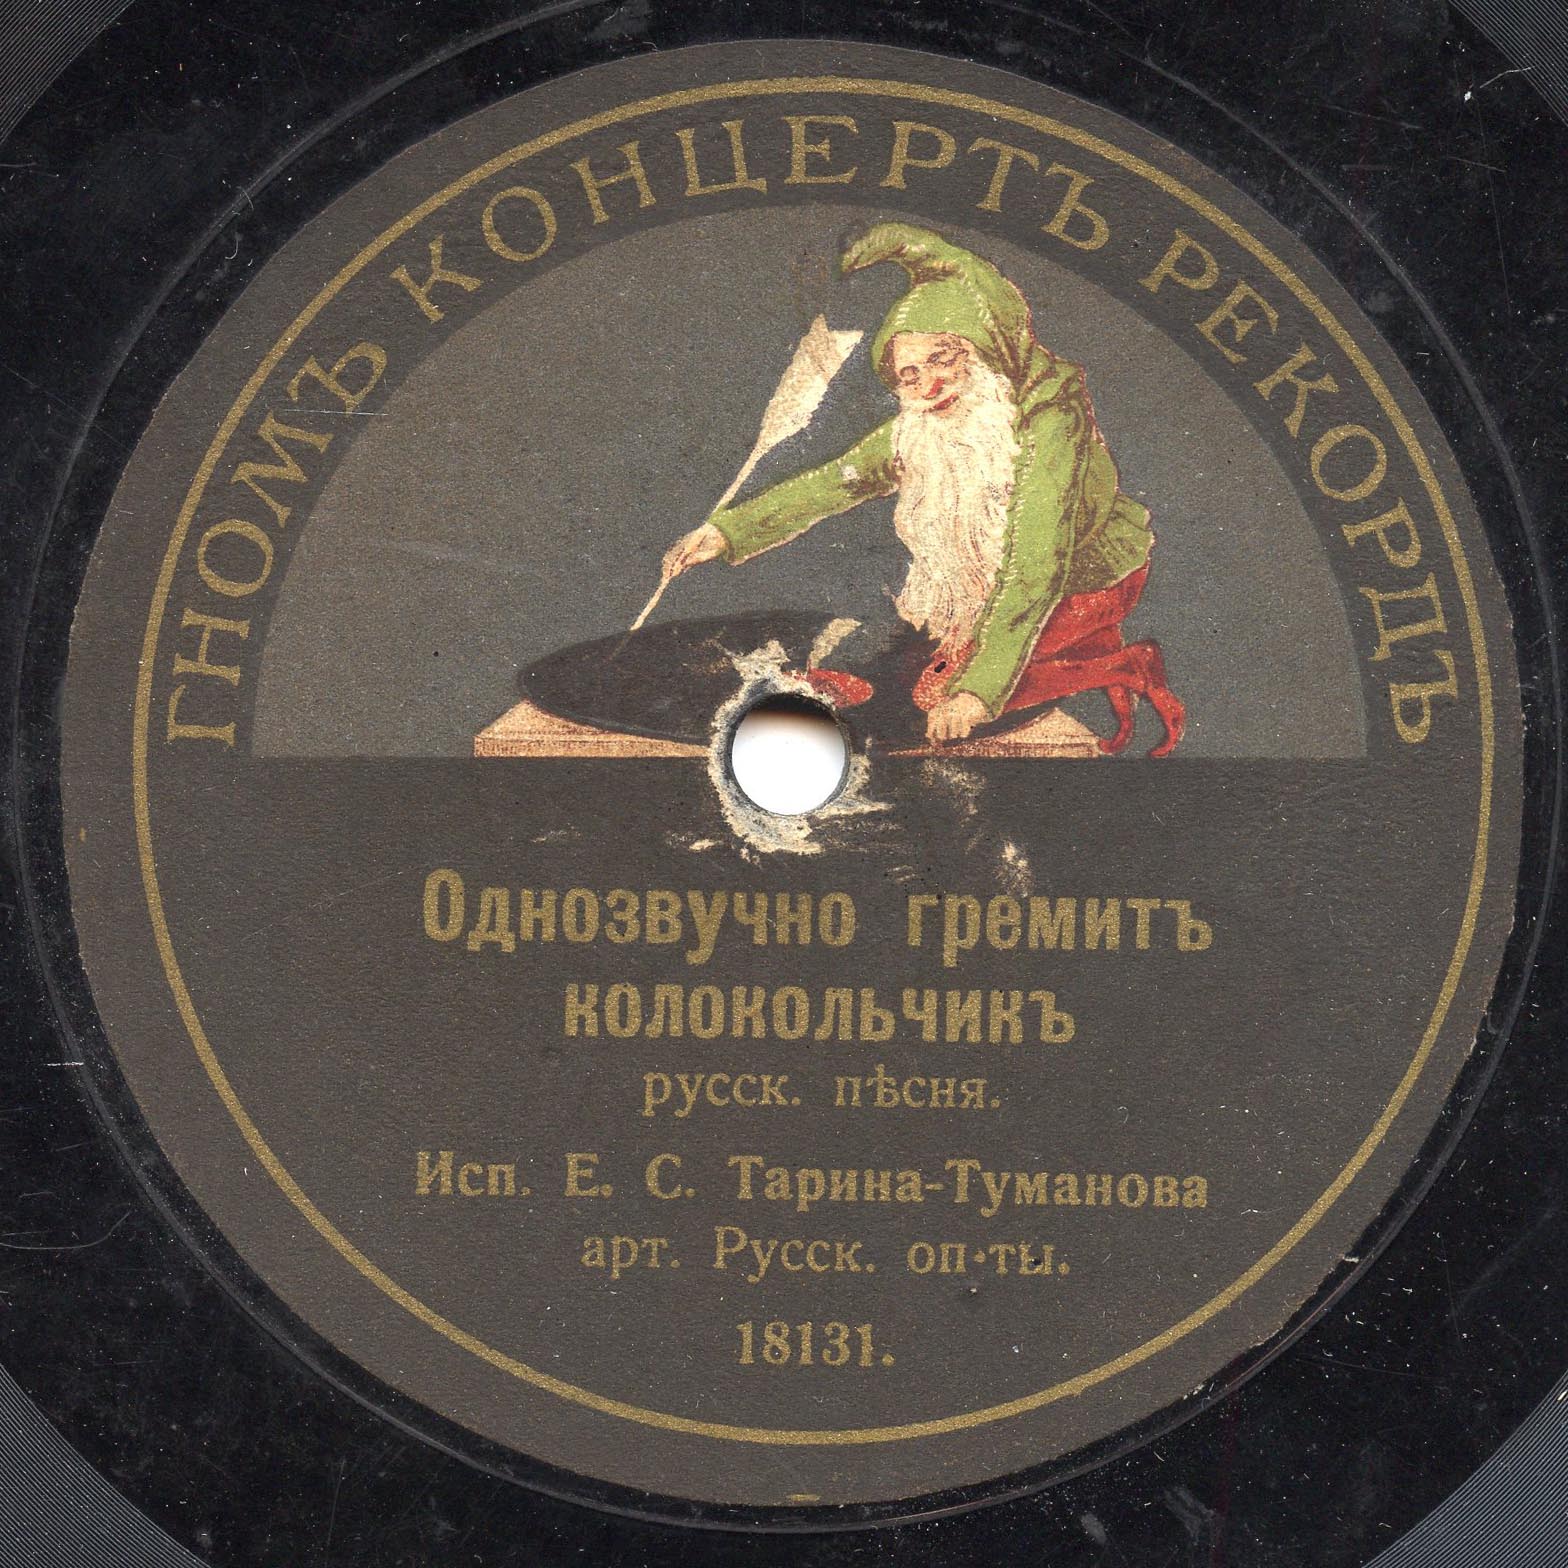 ГНОМЪ КОНЦЕРТЪ РЕКОРДЪ
Однозвучно гремитъ
колокольчикъ
русск. пѣсня.
Исп. Е. С. Тарина-Туманова
арт. Русск. оп-ты.
18131.